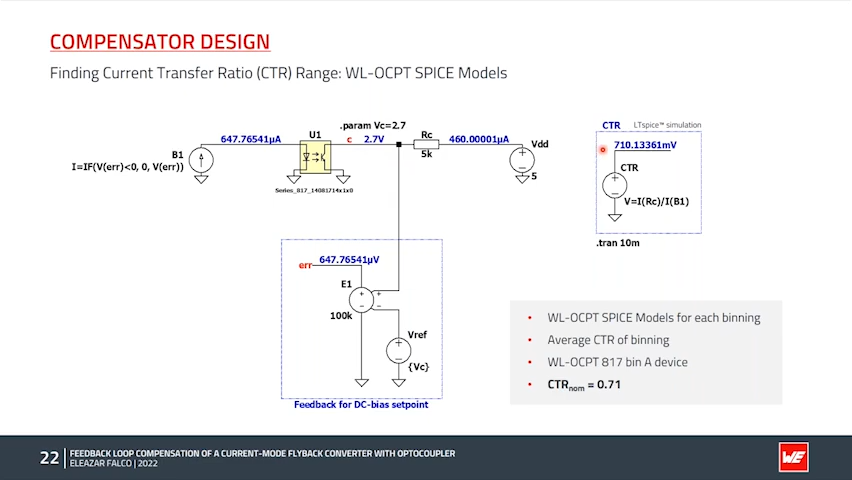 COMPENSATOR DESIGN
Finding Current Transfer Ratio (CTR) Range: WL-OCPT SPICE Models
.param Vc=2.7
647.76541µA
U1
c
2.7V
Rc
460.00001µA
5k
Vdd
5
B1
I=IF(V(err)<0, 0, V(err))
Series_817_14081714x1x0
CTR
LTspice™ simulation
710.13361mV
CTR
V=I(Rc)/I(B1)
.tran 10m
err
647.76541µV
E1
100k
Vref
{Vc}
Feedback for DC-bias setpoint
• WL-OCPT SPICE Models for each binning
• Average CTR of binning
• WL-OCPT 817 bin A device
• CTRnom = 0.71
22
FEEDBACK LOOP COMPENSATION OF A CURRENT-MODE FLYBACK CONVERTER WITH OPTOCOUPLER
ELEAZAR FALCO | 2022
WE